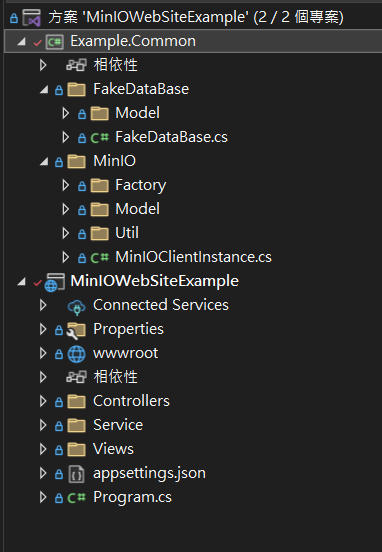 方案 'MinIOWebSiteExample' (2 / 2 個專案)
C# Example.Common
相依性
FakeDataBase
Model
C# FakeDataBase.cs
MinIO
Factory
Model
Util
C# MinIOClientInstance.cs
MinIOWebSiteExample
Connected Services
Properties
wwwroot
相依性
Controllers
Service
Views
appsettings.json
C# Program.cs